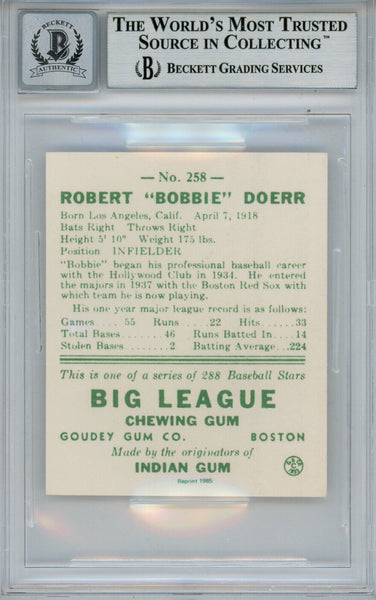 BECKETT
AUTHENTIC
THE WORLD'S MOST TRUSTED
SOURCE IN COLLECTING™
B BECKETT GRADING SERVICES
— No. 258 —
ROBERT "BOBBIE" DOERR
Born Los Angeles, Calif. April 7, 1918
Bats Right Throws Right
Height 5' 10" Weight 175 lbs.
Position INFIELDER
"Bobbie" began his professional baseball career
with the Hollywood Club in 1934. He entered
the majors in 1937 with the Boston Red Sox with
which team he is now playing.
His one year major league record is as follows:
Games ..... 55 Runs .....22 Hits ......33
Total Bases ........ 46 Runs Batted In.... 14
Stolen Bases .........2 Batting Average..224
This is one of a series of 288 Baseball Stars
BIG LEAGUE
CHEWING GUM
GOUDEY GUM CO. BOSTON
Made by the originators of
INDIAN GUM
Reprint 1985